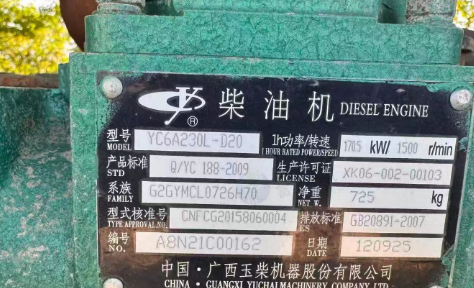 ® 柴油机 DIESEL ENGINE
型号 MODEL YC6A230L-D20 1h功率/转速 1 HOUR RATED POWER/SPEED 170.5 kW/ 1500 r/min
产品标准 STD Q/YC 188-2009 生产许可证 LICENSE XK06-002-00103
系族 FAMILY G2GYMCL0726H70 净重 NET W. 725 kg
型式核准号 TYPE APPROVAL NO. CNFCG20158060004 排放标准 ES GB20891-2007
编号 NO. A8N21C00162 日期 DATE 120925
中国·广西玉柴机器股份有限公司
CHINA · GUANGXI YUCHAI MACHINERY COMPANY LTD